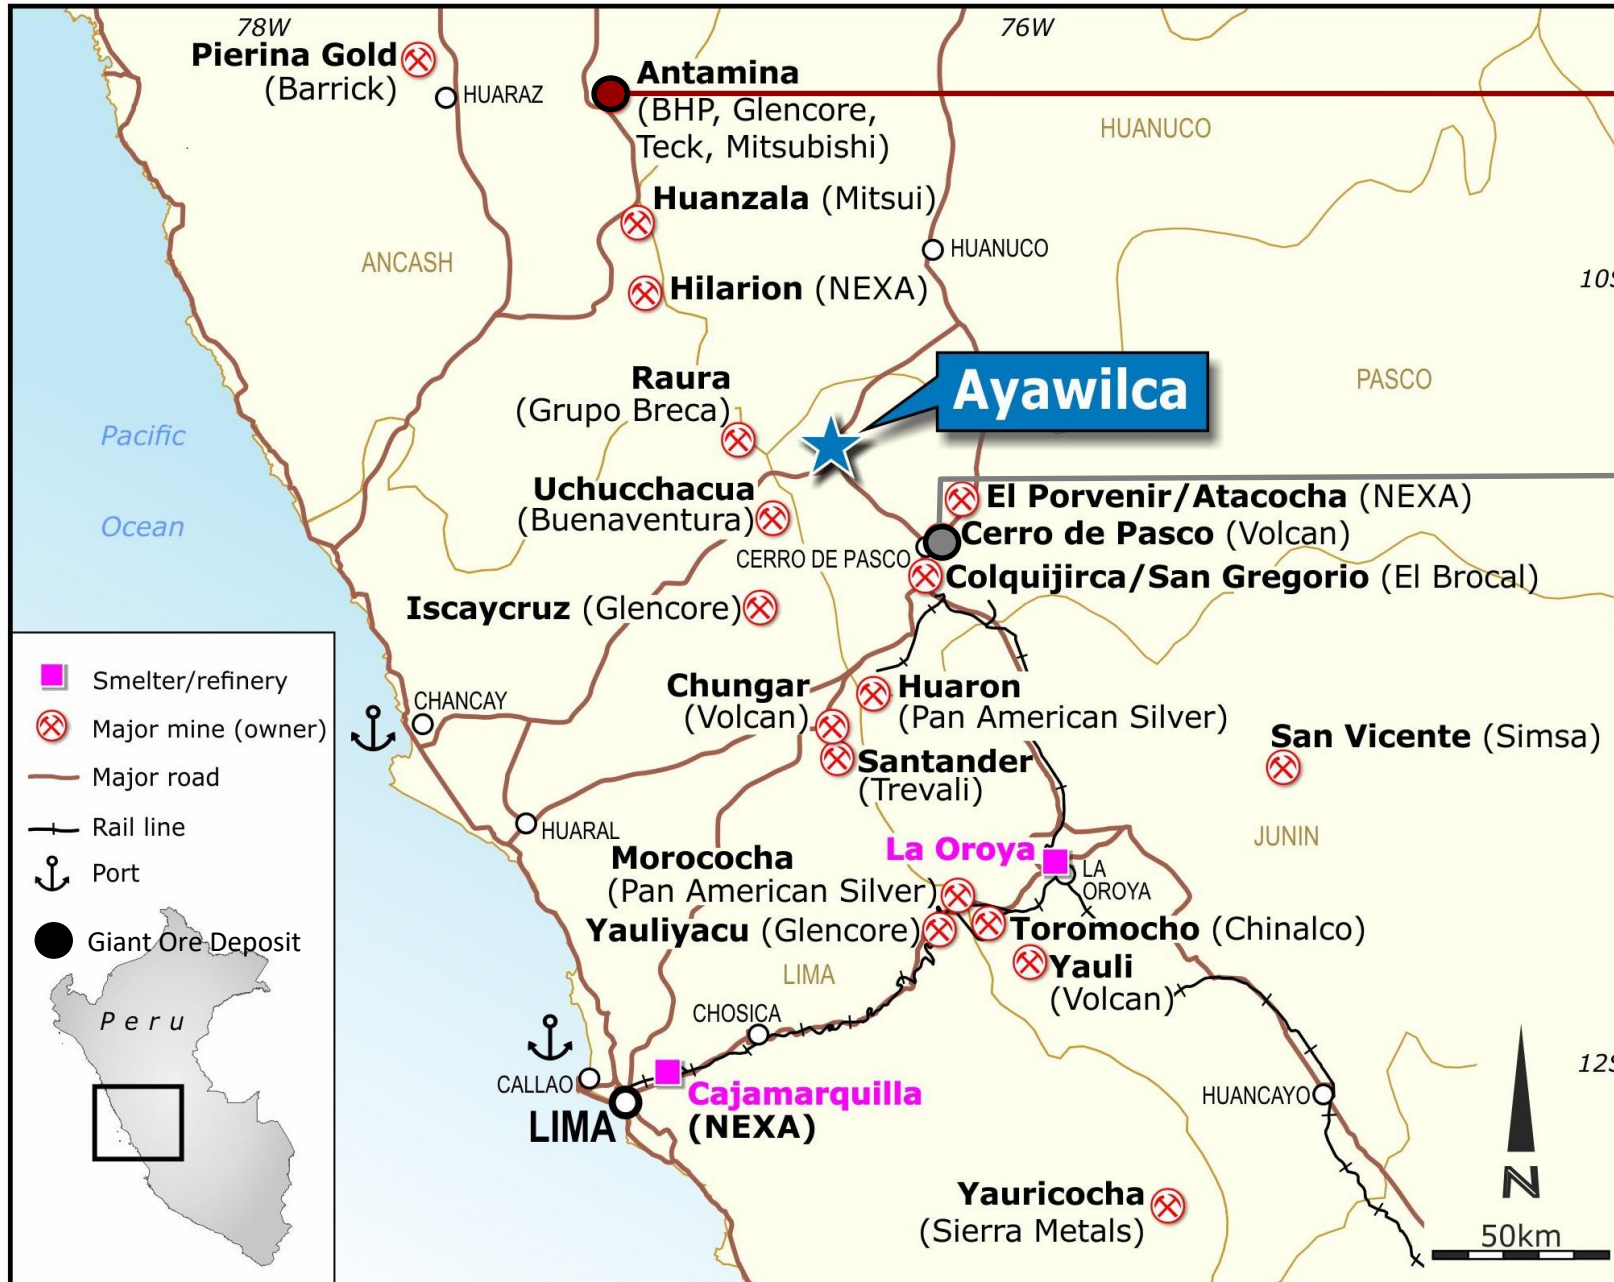 78W
76W
Pierina Gold
(Barrick)
HUARAZ
Antamina
(BHP, Glencore,
Teck, Mitsubishi)
HUANUCO
Huanzala (Mitsui)
HUANUCO
ANCASH
10S
Hilarion (NEXA)
Raura
(Grupo Breca)
Ayawilca
PASCO
Pacific
Ocean
Uchucchacua
(Buenaventura)
El Porvenir/Atacocha (NEXA)
Cerro de Pasco (Volcan)
CERRO DE PASCO
Colquijirca/San Gregorio (El Brocal)
Iscaycruz (Glencore)
Chungar
(Volcan)
Huaron
(Pan American Silver)
CHANCAY
San Vicente (Simsa)
Santander
(Trevali)
HUARAL
JUNIN
Morococha
(Pan American Silver)
La Oroya
LA
OROYA
Yauliyacu (Glencore)
Toromocho (Chinalco)
Yauli
(Volcan)
LIMA
CHOSICA
CALLAO
LIMA
Cajamarquilla
(NEXA)
12S
HUANCAYO
Yauricocha
(Sierra Metals)
N
50km
Smelter/refinery
Major mine (owner)
Major road
Rail line
Port
Giant Ore Deposit
Peru